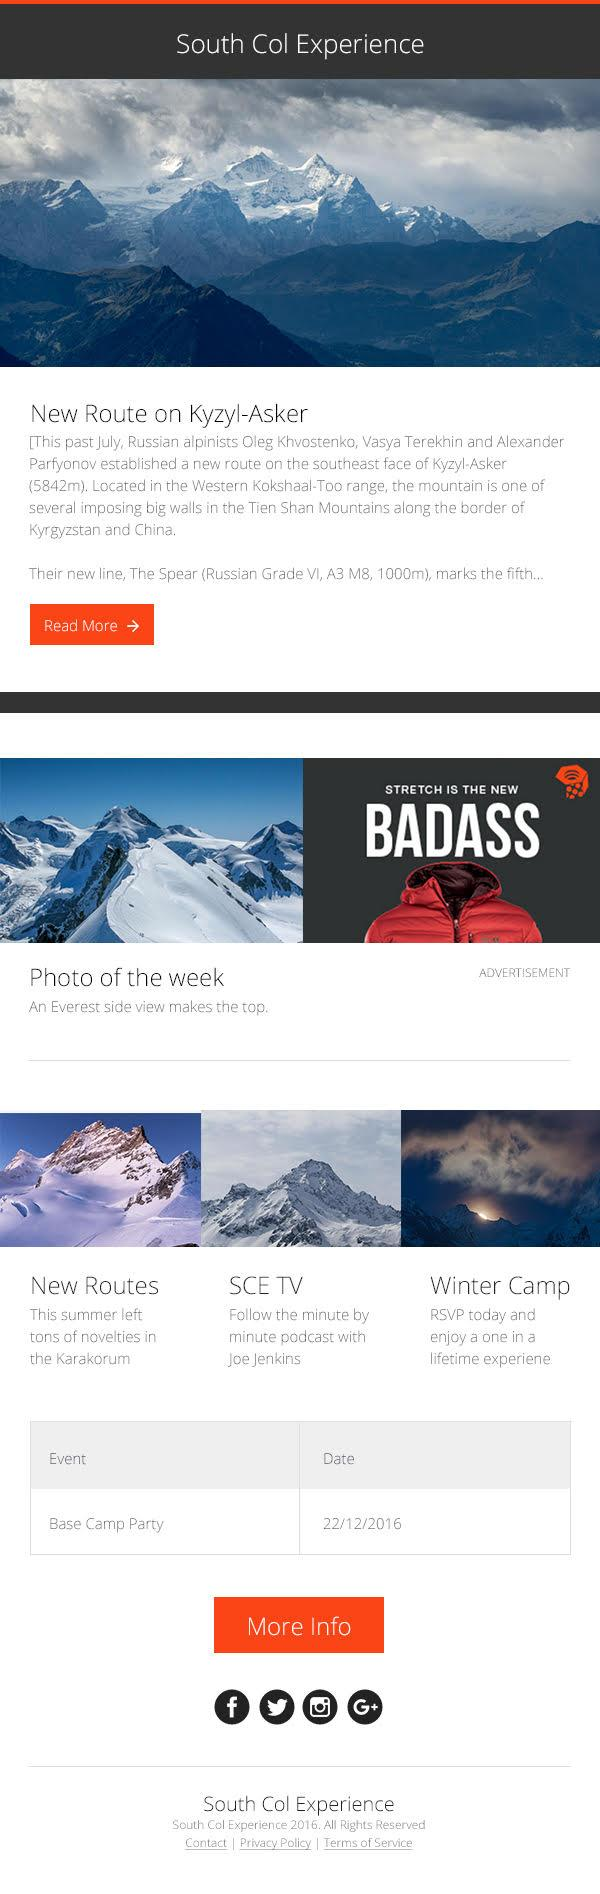 South Col Experience
New Route on Kyzyl-Asker
[This past July, Russian alpinists Oleg Khvostenko, Vasya Terekhin and Alexander
Parfyonov established a new route on the southeast face of Kyzyl-Asker
(5842m). Located in the Western Kokshaal-Too range, the mountain is one of
several imposing big walls in the Tien Shan Mountains along the border of
Kyrgyzstan and China.
Their new line, The Spear (Russian Grade VI, A3 M8, 1000m), marks the fifth...
Read More
STRETCH IS THE NEW
BADASS
Photo of the week
An Everest side view makes the top.
ADVERTISEMENT
New Routes
This summer left
tons of novelties in
the Karakorum
SCE TV
Follow the minute by
minute podcast with
Joe Jenkins
Winter Camp
RSVP today and
enjoy a one in a
lifetime experiene
Event
Date
Base Camp Party
22/12/2016
More Info
South Col Experience
South Col Experience 2016. All Rights Reserved
Contact | Privacy Policy | Terms of Service